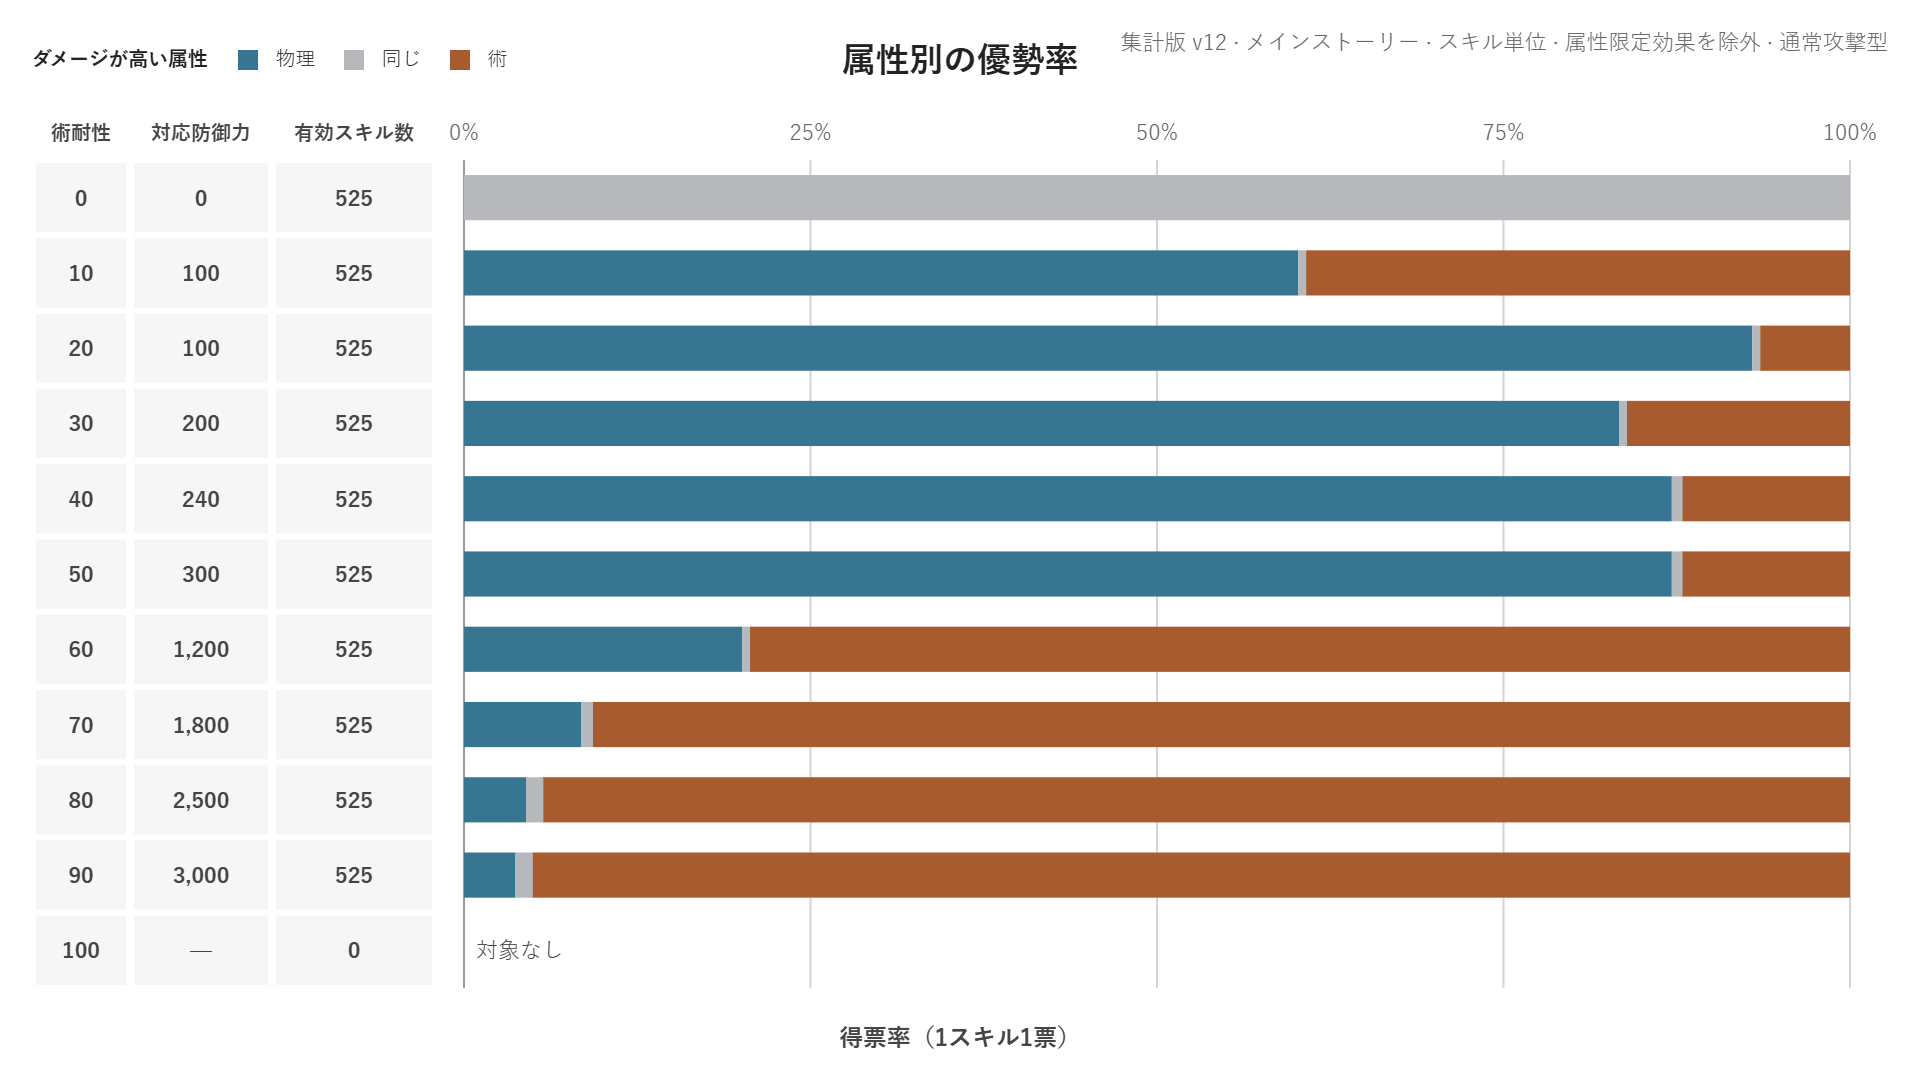 ダメージが高い属性 物理 同じ 術
属性別の優勢率
集計版 v12 · メインストーリー · スキル単位 · 属性限定効果を除外 · 通常攻撃型
術耐性 対応防御力 有効スキル数 0% 25% 50% 75% 100%
0 0 525
10 100 525
20 100 525
30 200 525
40 240 525
50 300 525
60 1,200 525
70 1,800 525
80 2,500 525
90 3,000 525
100 — 0 対象なし
得票率（1スキル1票）